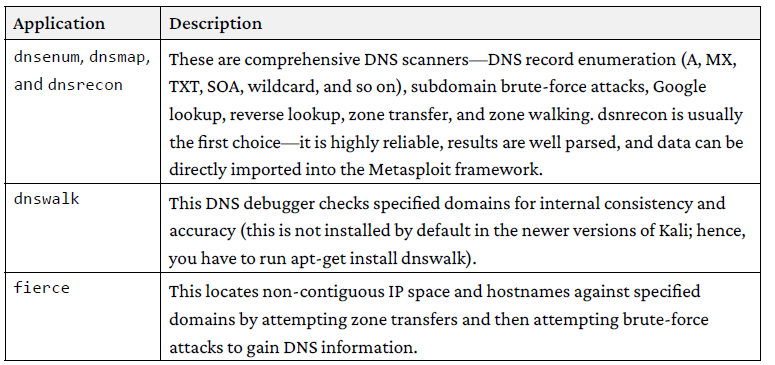 Application Description
dnsenum, dnsmap,
and dnsrecon
These are comprehensive DNS scanners—DNS record enumeration (A, MX,
TXT, SOA, wildcard, and so on), subdomain brute-force attacks, Google
lookup, reverse lookup, zone transfer, and zone walking. dsnrecon is usually
the first choice—it is highly reliable, results are well parsed, and data can be
directly imported into the Metasploit framework.
dnswalk
This DNS debugger checks specified domains for internal consistency and
accuracy (this is not installed by default in the newer versions of Kali; hence,
you have to run apt-get install dnswalk).
fierce
This locates non-contiguous IP space and hostnames against specified
domains by attempting zone transfers and then attempting brute-force
attacks to gain DNS information.